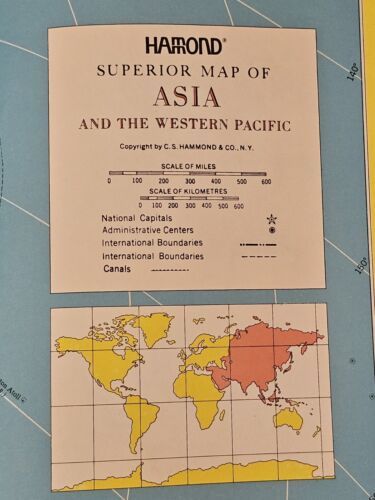 HAMMOND®
SUPERIOR MAP OF
ASIA
AND THE WESTERN PACIFIC
Copyright by C.S. HAMMOND & CO., N.Y.
SCALE OF MILES
0 100 200 300 400 500 600
SCALE OF KILOMETRES
0 100 200 300 400 500 600
National Capitals
Administrative Centers
International Boundaries
International Boundaries
Canals
140°
150°
Atoll